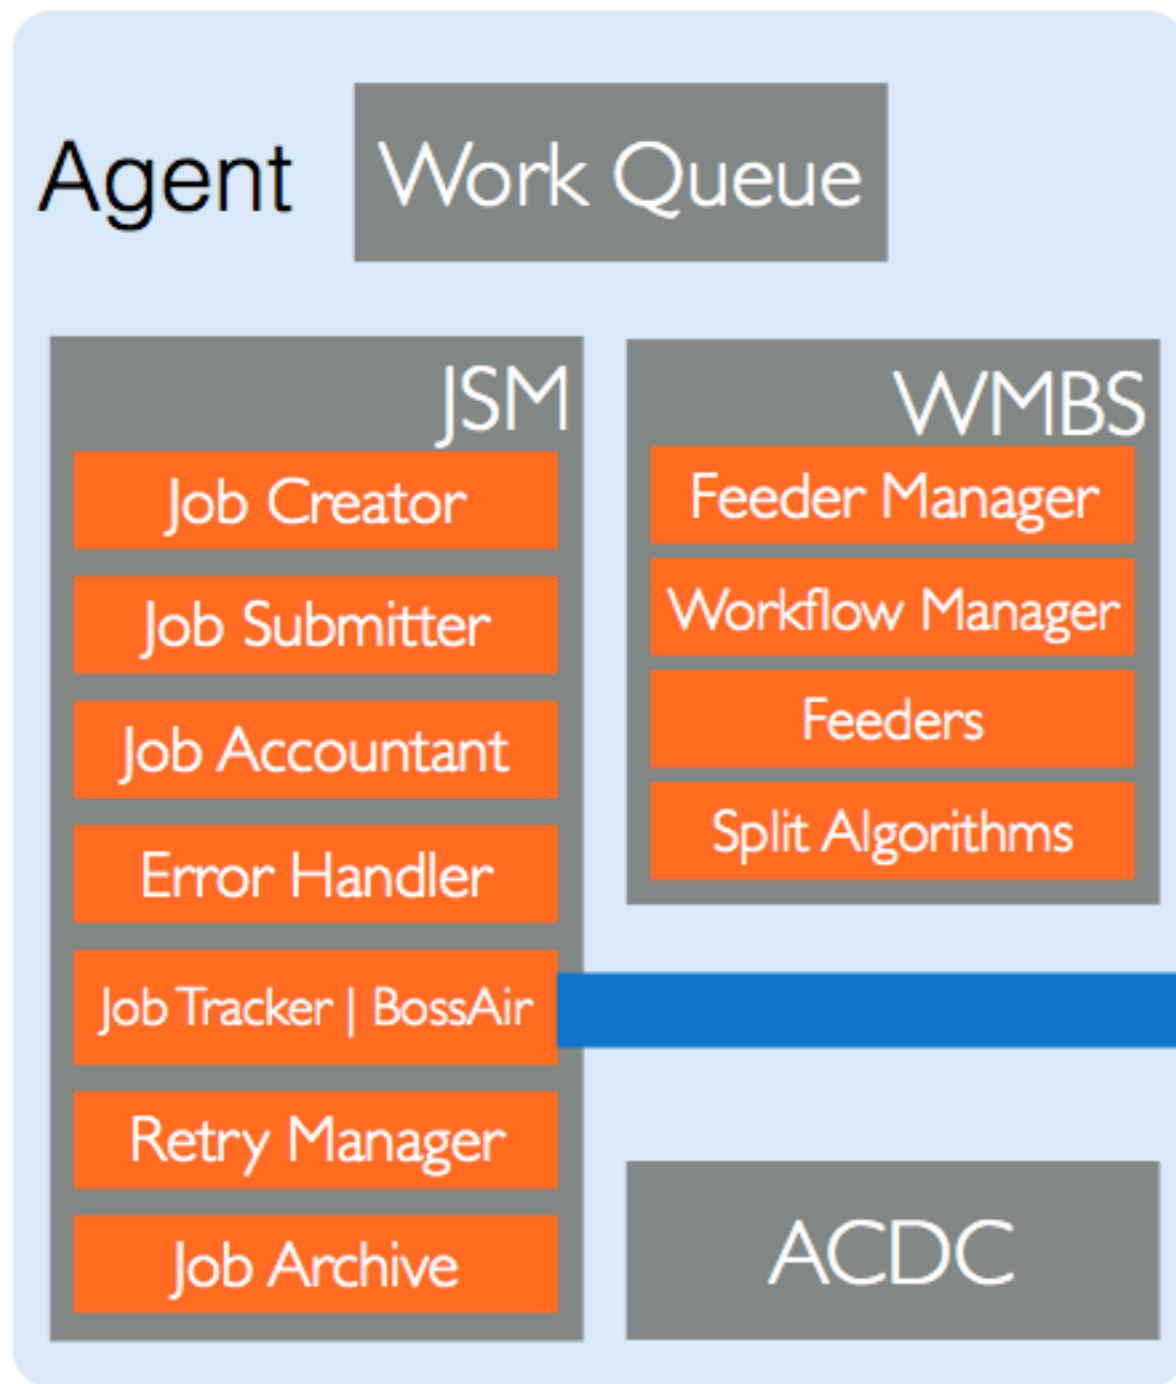 Agent
Work Queue
JSM
Job Creator
Job Submitter
Job Accountant
Error Handler
Job Tracker | BossAir
Retry Manager
Job Archive
WMBS
Feeder Manager
Workflow Manager
Feeders
Split Algorithms
ACDC